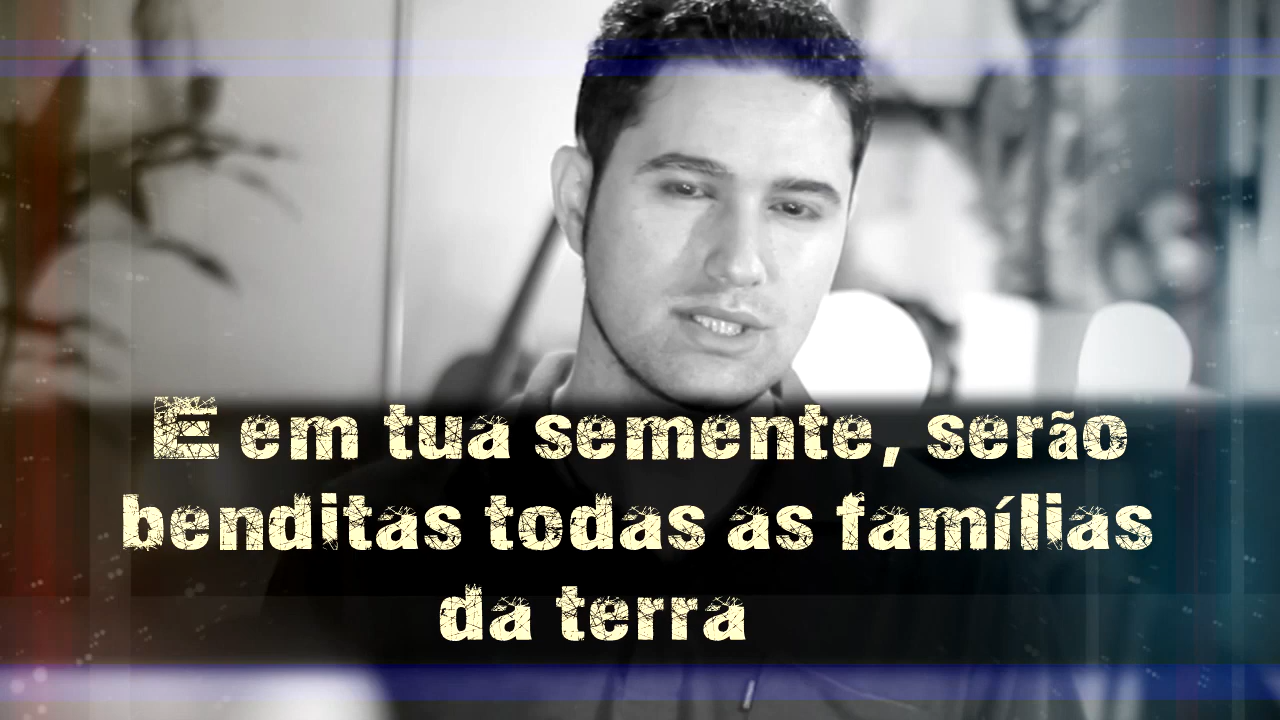 E em tua semente, serão
benditas todas as famílias
da terra